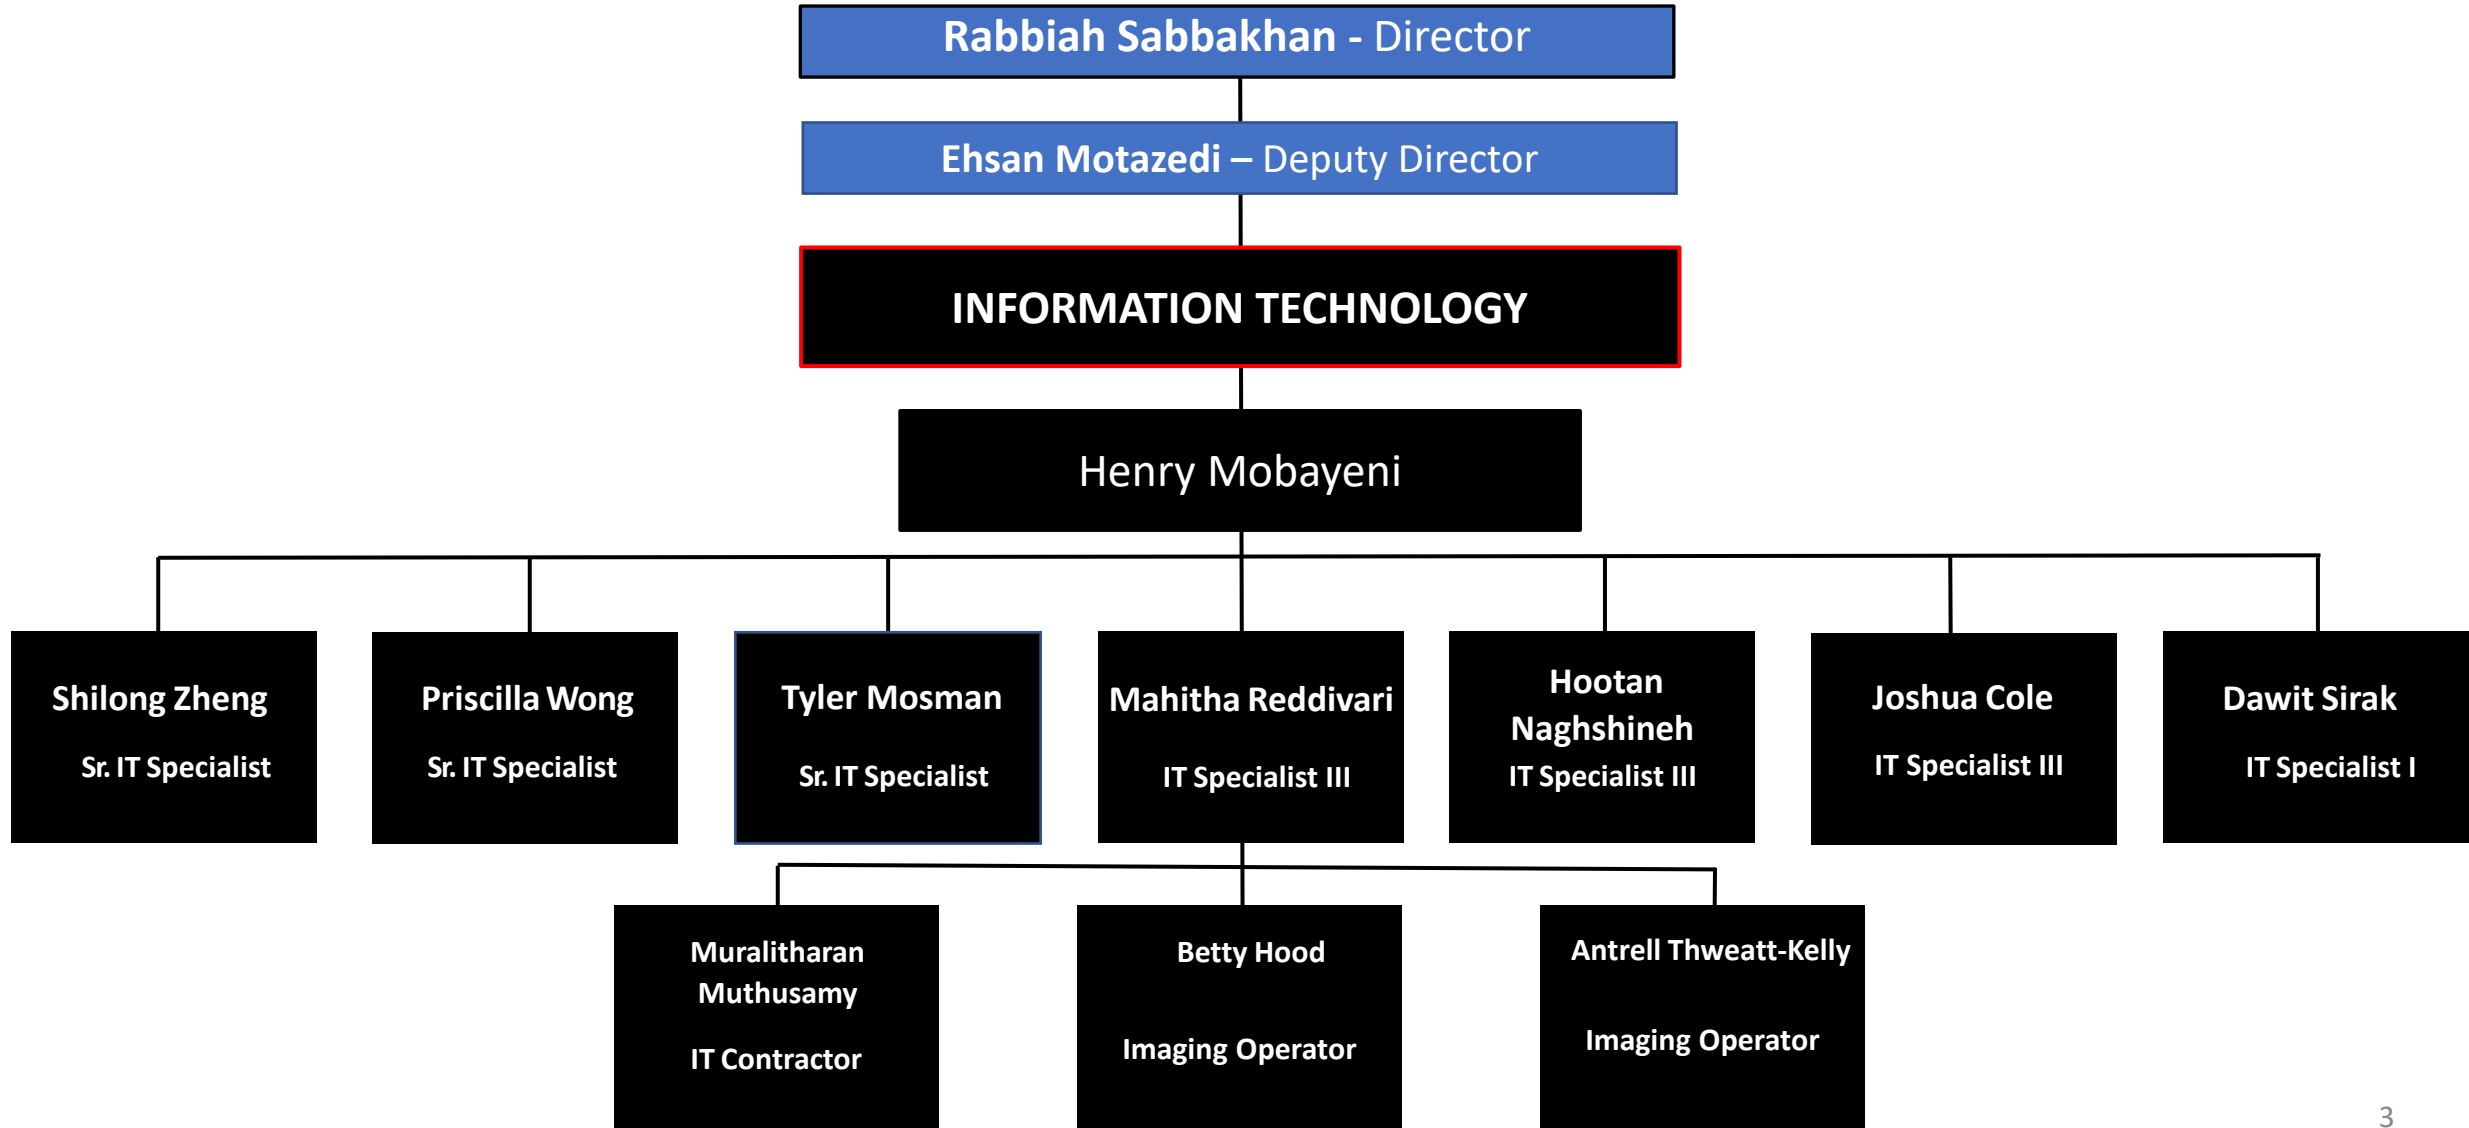 Rabbiah Sabbakhan - Director
Ehsan Motazedi – Deputy Director
INFORMATION TECHNOLOGY
Henry Mobayeni
Shilong Zheng
Sr. IT Specialist
Priscilla Wong
Sr. IT Specialist
Tyler Mosman
Sr. IT Specialist
Mahitha Reddivari
IT Specialist III
Hootan
Naghshineh
IT Specialist III
Joshua Cole
IT Specialist III
Dawit Sirak
IT Specialist I
Muralitharan
Muthusamy
IT Contractor
Betty Hood
Imaging Operator
Antrell Thweatt-Kelly
Imaging Operator
3